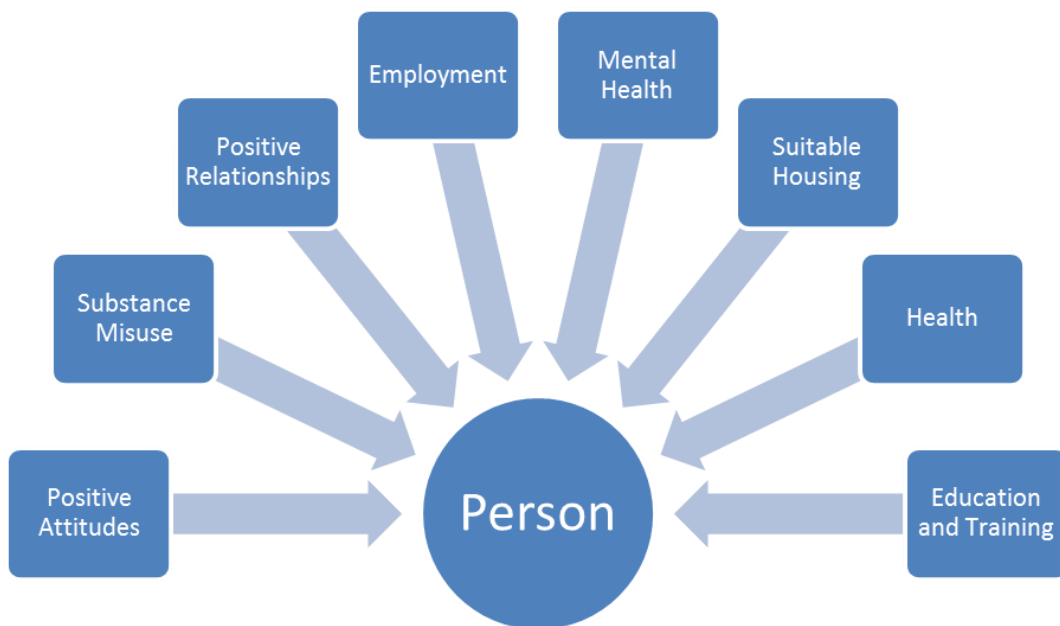 Employment
Mental
Health
Positive
Relationships
Suitable
Housing
Substance
Misuse
Health
Positive
Attitudes
Person
Education
and Training